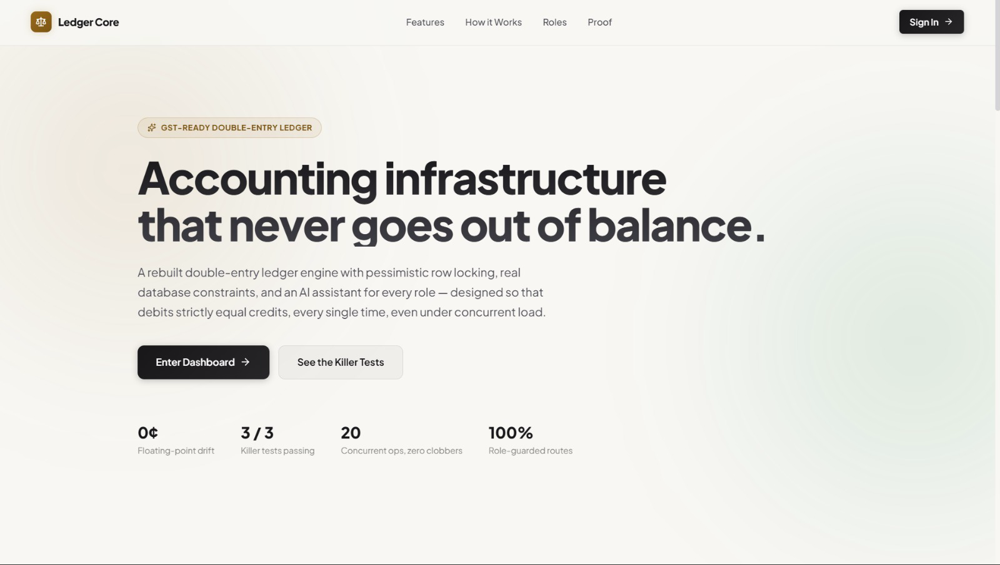 Ledger Core
Features
How it Works
Roles
Proof
Sign In
GST-READY DOUBLE-ENTRY LEDGER
Accounting infrastructure
that never goes out of balance.
A rebuilt double-entry ledger engine with pessimistic row locking, real
database constraints, and an AI assistant for every role — designed so that
debits strictly equal credits, every single time, even under concurrent load.
Enter Dashboard
See the Killer Tests
0¢
Floating-point drift
3 / 3
Killer tests passing
20
Concurrent ops, zero clobbers
100%
Role-guarded routes